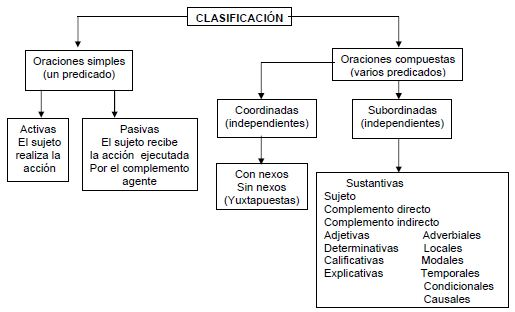 CLASIFICACIÓN
Oraciones simples
(un predicado)
Oraciones compuestas
(varios predicados)
Activas
El sujeto
realiza la
acción
Pasivas
El sujeto recibe
la acción ejecutada
Por el complemento
agente
Coordinadas
(independientes)
Subordinadas
(independientes)
Con nexos
Sin nexos
(Yuxtapuestas)
Sustantivas
Sujeto
Complemento directo
Complemento indirecto
Adjetivas Adverbiales
Determinativas Locales
Calificativas Modales
Explicativas Temporales
Condicionales
Causales